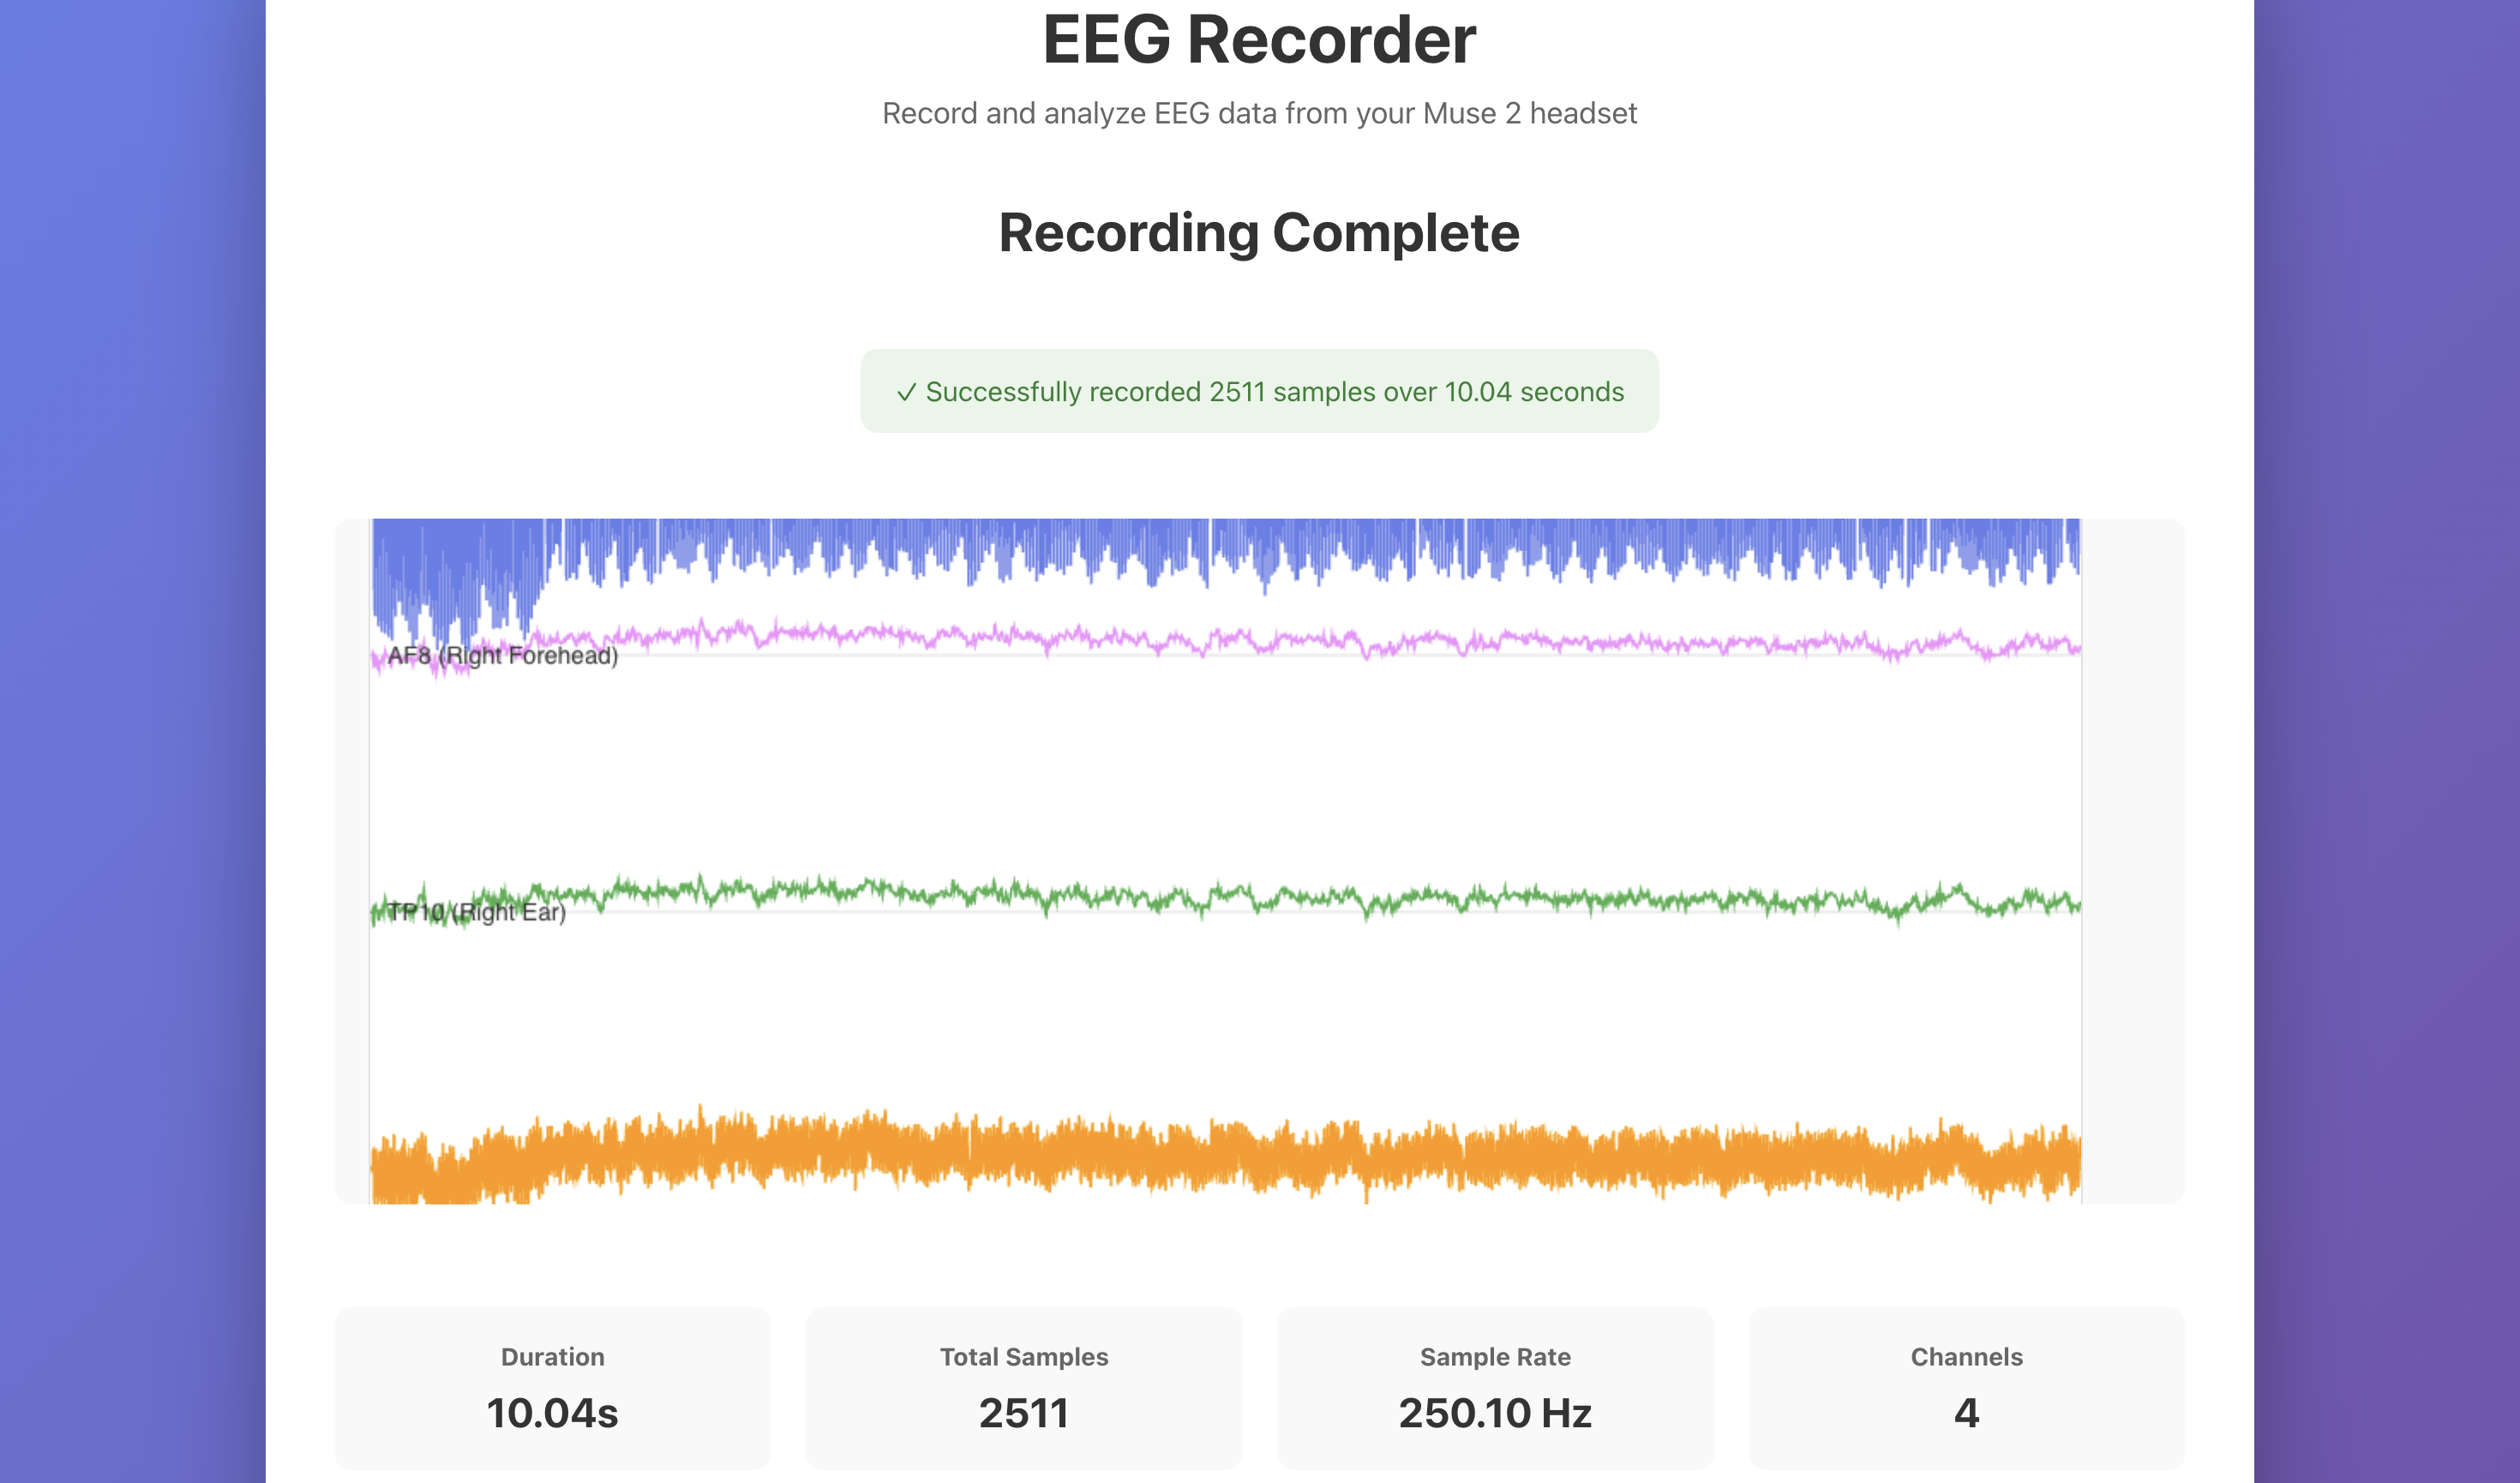 EEG Recorder
Record and analyze EEG data from your Muse 2 headset
Recording Complete
✓ Successfully recorded 2511 samples over 10.04 seconds
AF8 (Right Forehead)
TP10 (Right Ear)
Duration
10.04s
Total Samples
2511
Sample Rate
250.10 Hz
Channels
4